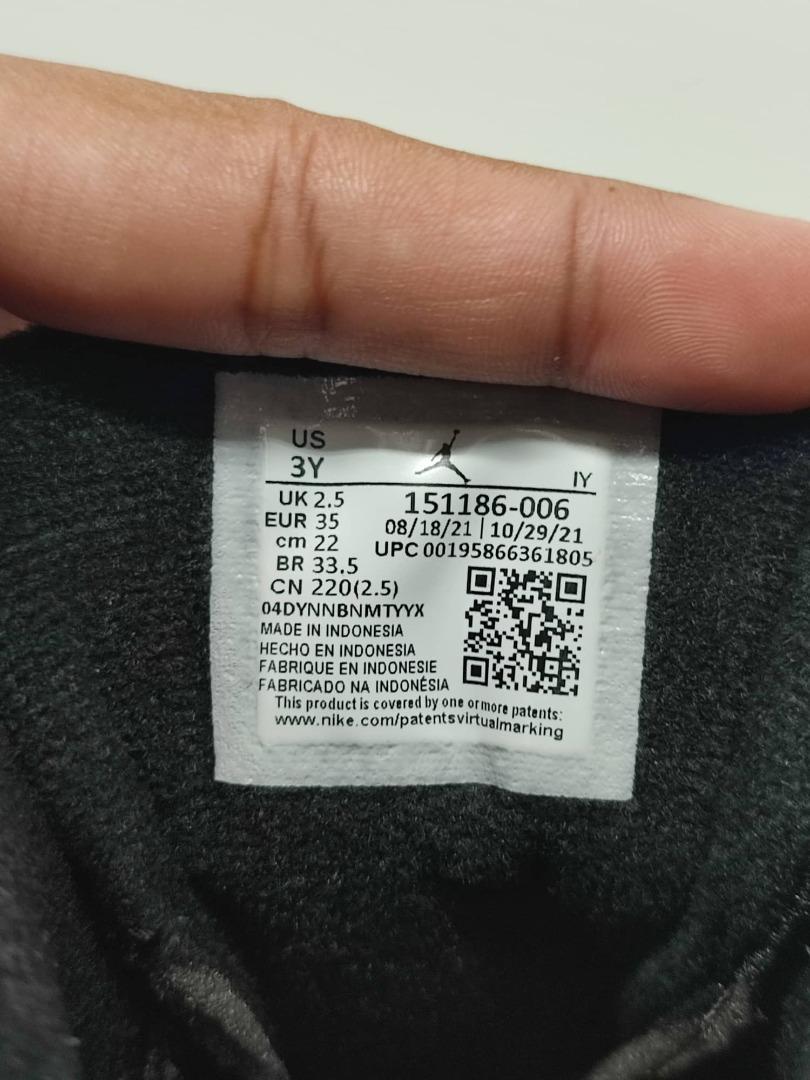 US
3Y
IY
UK 2.5
EUR 35
cm 22
BR 33.5
CN 220(2.5)
151186-006
08/18/21 | 10/29/21
UPC 00195866361805
04DYNNBNMTYYX
MADE IN INDONESIA
HECHO EN INDONESIA
FABRIQUE EN INDONESIE
FABRICADO NA INDONÉSIA
This product is covered by one or more patents:
www.nike.com/patentsvirtualmarking